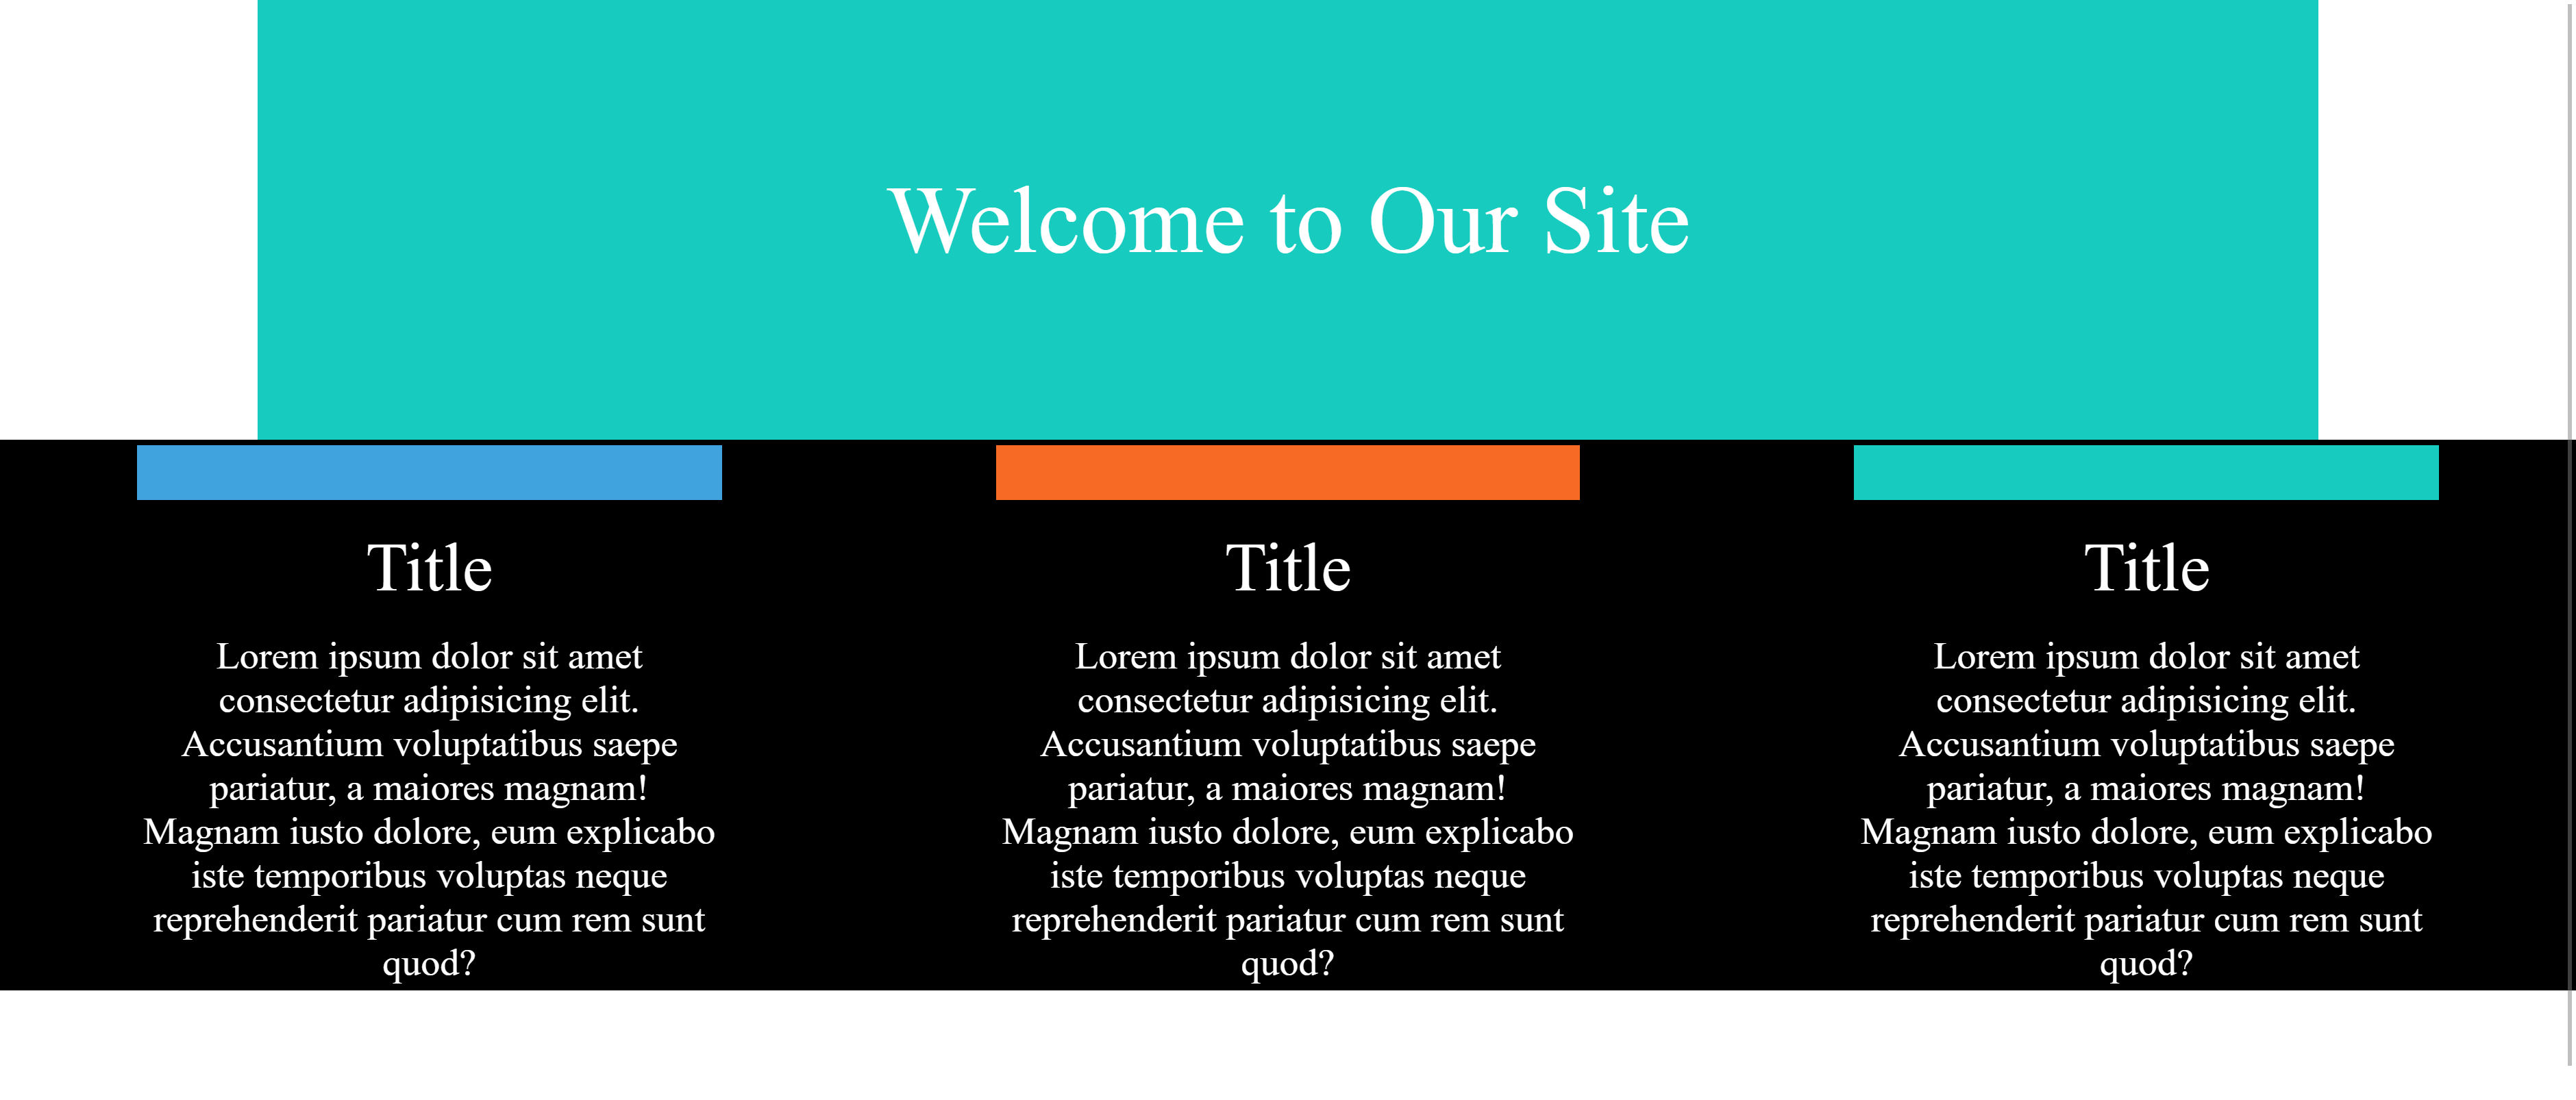 Welcome to Our Site
Title
Lorem ipsum dolor sit amet
consectetur adipisicing elit.
Accusantium voluptatibus saepe
pariatur, a maiores magnam!
Magnam iusto dolore, eum explicabo
iste temporibus voluptas neque
reprehenderit pariatur cum rem sunt
quod?
Title
Lorem ipsum dolor sit amet
consectetur adipisicing elit.
Accusantium voluptatibus saepe
pariatur, a maiores magnam!
Magnam iusto dolore, eum explicabo
iste temporibus voluptas neque
reprehenderit pariatur cum rem sunt
quod?
Title
Lorem ipsum dolor sit amet
consectetur adipisicing elit.
Accusantium voluptatibus saepe
pariatur, a maiores magnam!
Magnam iusto dolore, eum explicabo
iste temporibus voluptas neque
reprehenderit pariatur cum rem sunt
quod?